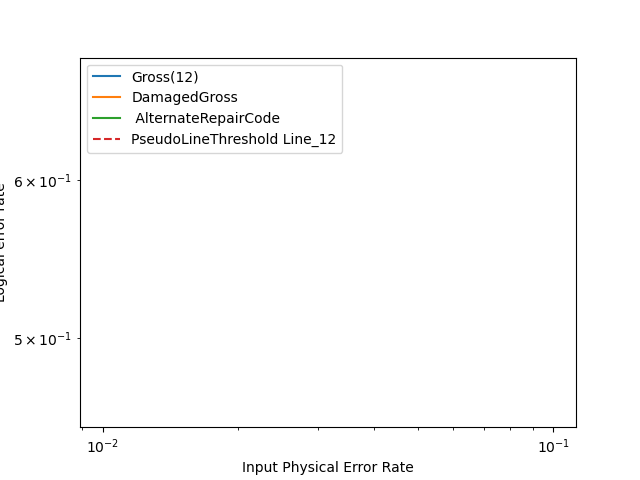 Gross(12)
DamagedGross
AlternateRepairCode
PseudoLineThreshold Line_12
6 × 10⁻¹
Logical error rate
5 × 10⁻¹
10⁻²
10⁻¹
Input Physical Error Rate